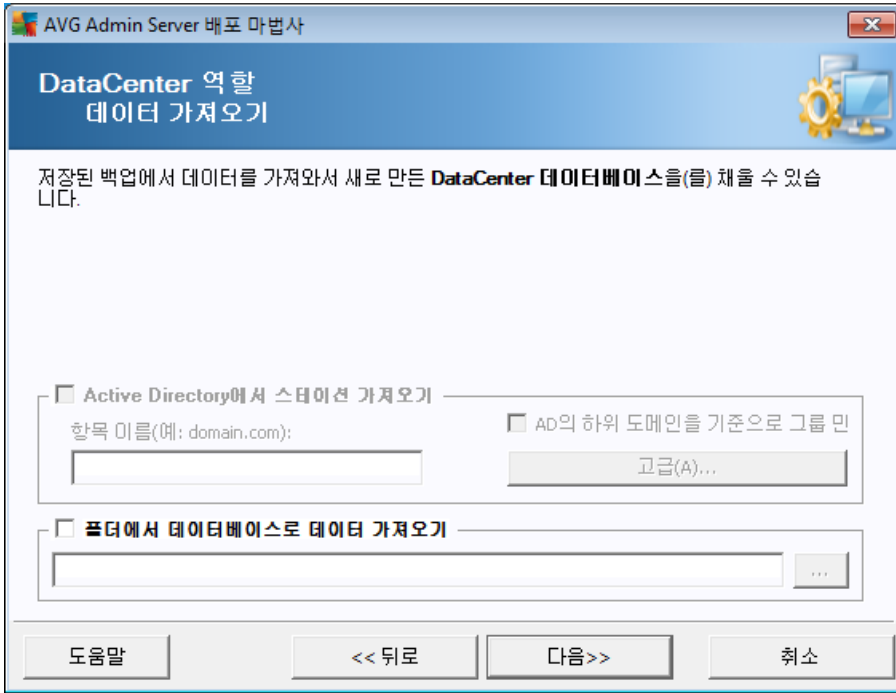 AVG Admin Server 배포 마법사
DataCenter 역할
데이터 가져오기
저장된 백업에서 데이터를 가져와서 새로 만든 DataCenter 데이터베이스을(를) 채울 수 있습
니다.
Active Directory에서 스테이션 가져오기
항목 이름(예: domain.com):
AD의 하위 도메인을 기준으로 그룹 민
고급(A)...
폴더에서 데이터베이스로 데이터 가져오기
...
도움말
<< 뒤로
다음>>
취소